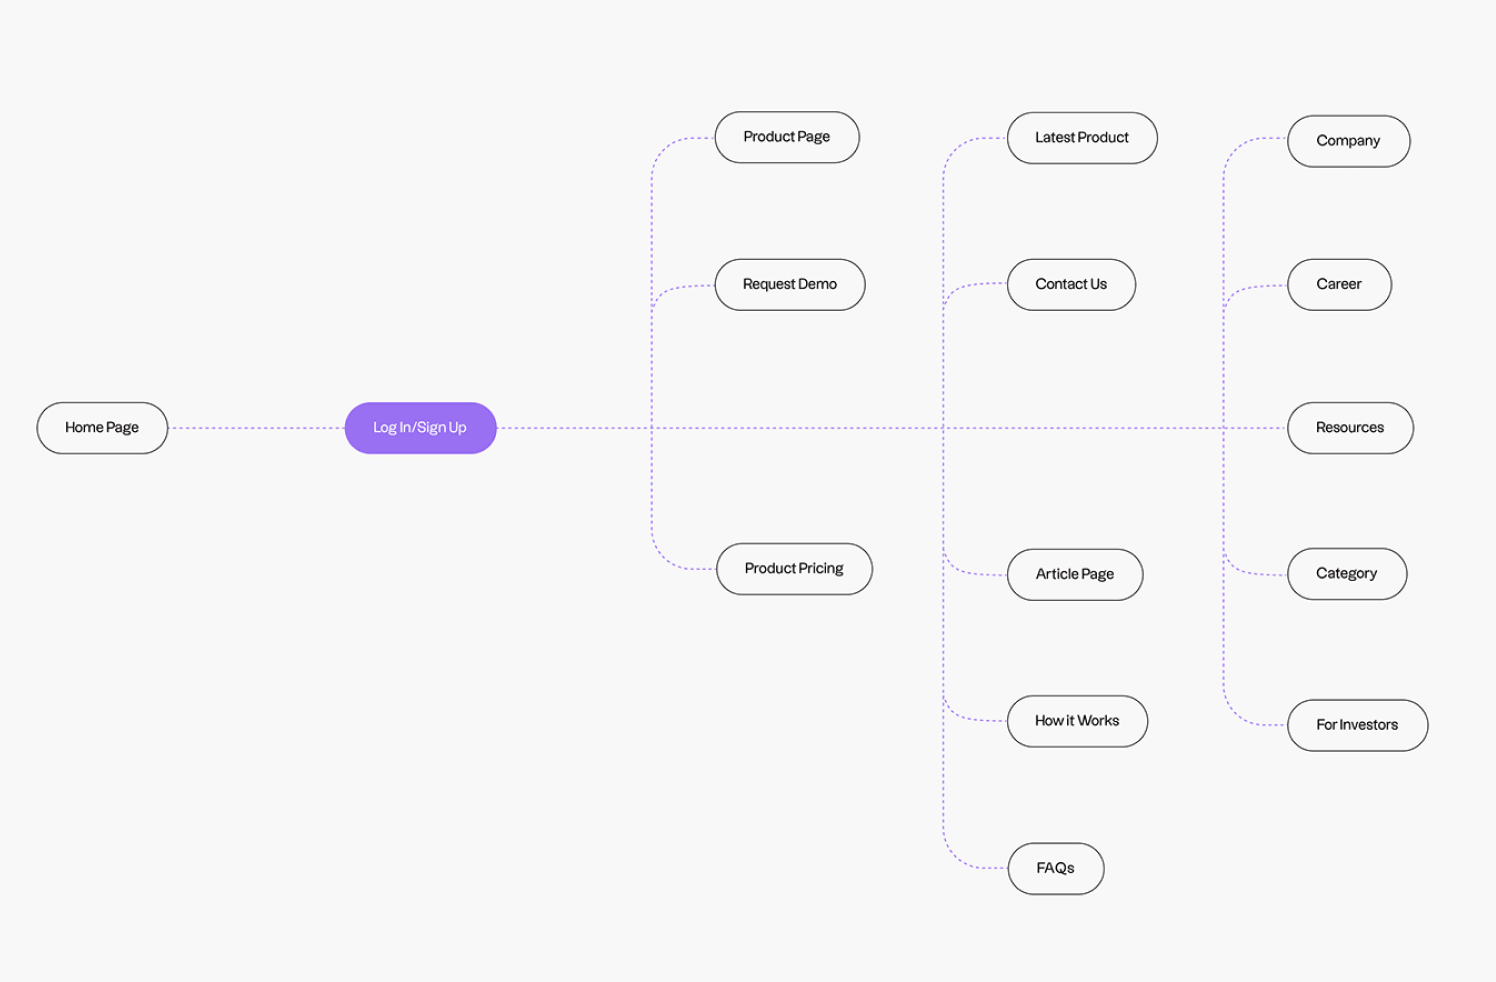 Home Page
Log In/Sign Up
Product Page
Request Demo
Product Pricing
Latest Product
Contact Us
Article Page
How it Works
FAQs
Company
Career
Resources
Category
For Investors